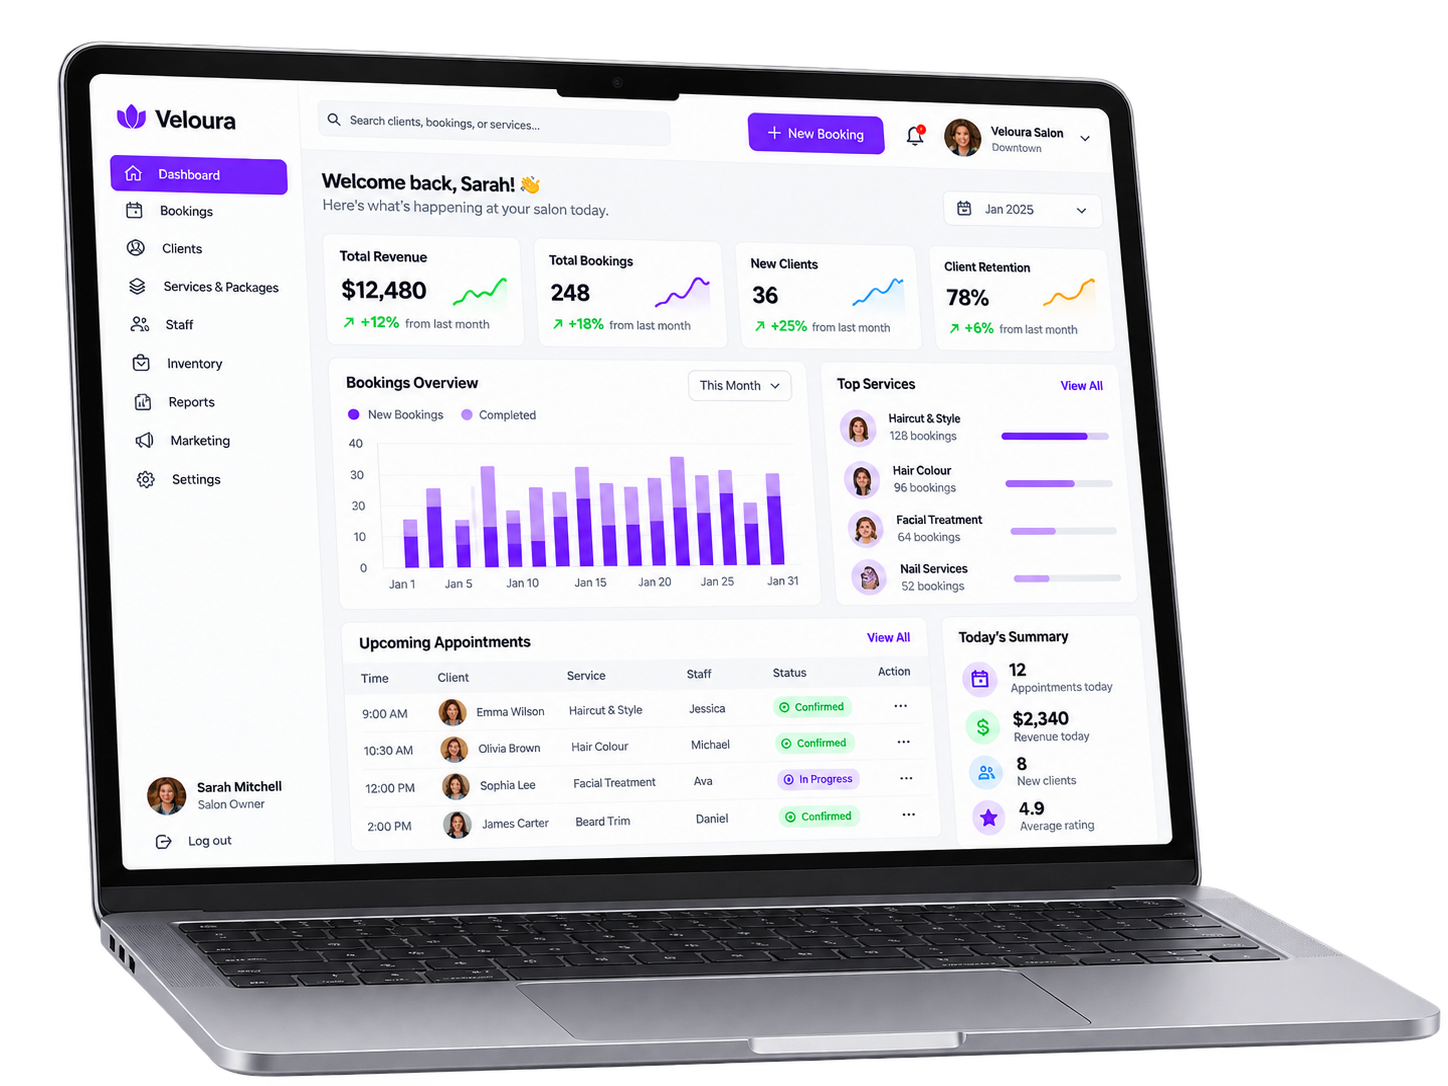 Veloura
Search clients, bookings, or services...
+ New Booking
Veloura Salon
Downtown
Dashboard
Bookings
Clients
Services & Packages
Staff
Inventory
Reports
Marketing
Settings
Sarah Mitchell
Salon Owner
Log out
Welcome back, Sarah! 👋
Here's what's happening at your salon today.
Jan 2025
Total Revenue
$12,480
+12% from last month
Total Bookings
248
+18% from last month
New Clients
36
+25% from last month
Client Retention
78%
+6% from last month
Bookings Overview
This Month
New Bookings Completed
40
30
30
10
0
Jan 1 Jan 5 Jan 10 Jan 15 Jan 20 Jan 25 Jan 31
Top Services View All
Haircut & Style
128 bookings
Hair Colour
96 bookings
Facial Treatment
64 bookings
Nail Services
52 bookings
Upcoming Appointments View All
Time Client Service Staff Status Action
9:00 AM Emma Wilson Haircut & Style Jessica Confirmed ...
10:30 AM Olivia Brown Hair Colour Michael Confirmed ...
12:00 PM Sophia Lee Facial Treatment Ava In Progress ...
2:00 PM James Carter Beard Trim Daniel Confirmed ...
Today's Summary
12
Appointments today
$2,340
Revenue today
8
New clients
4.9
Average rating